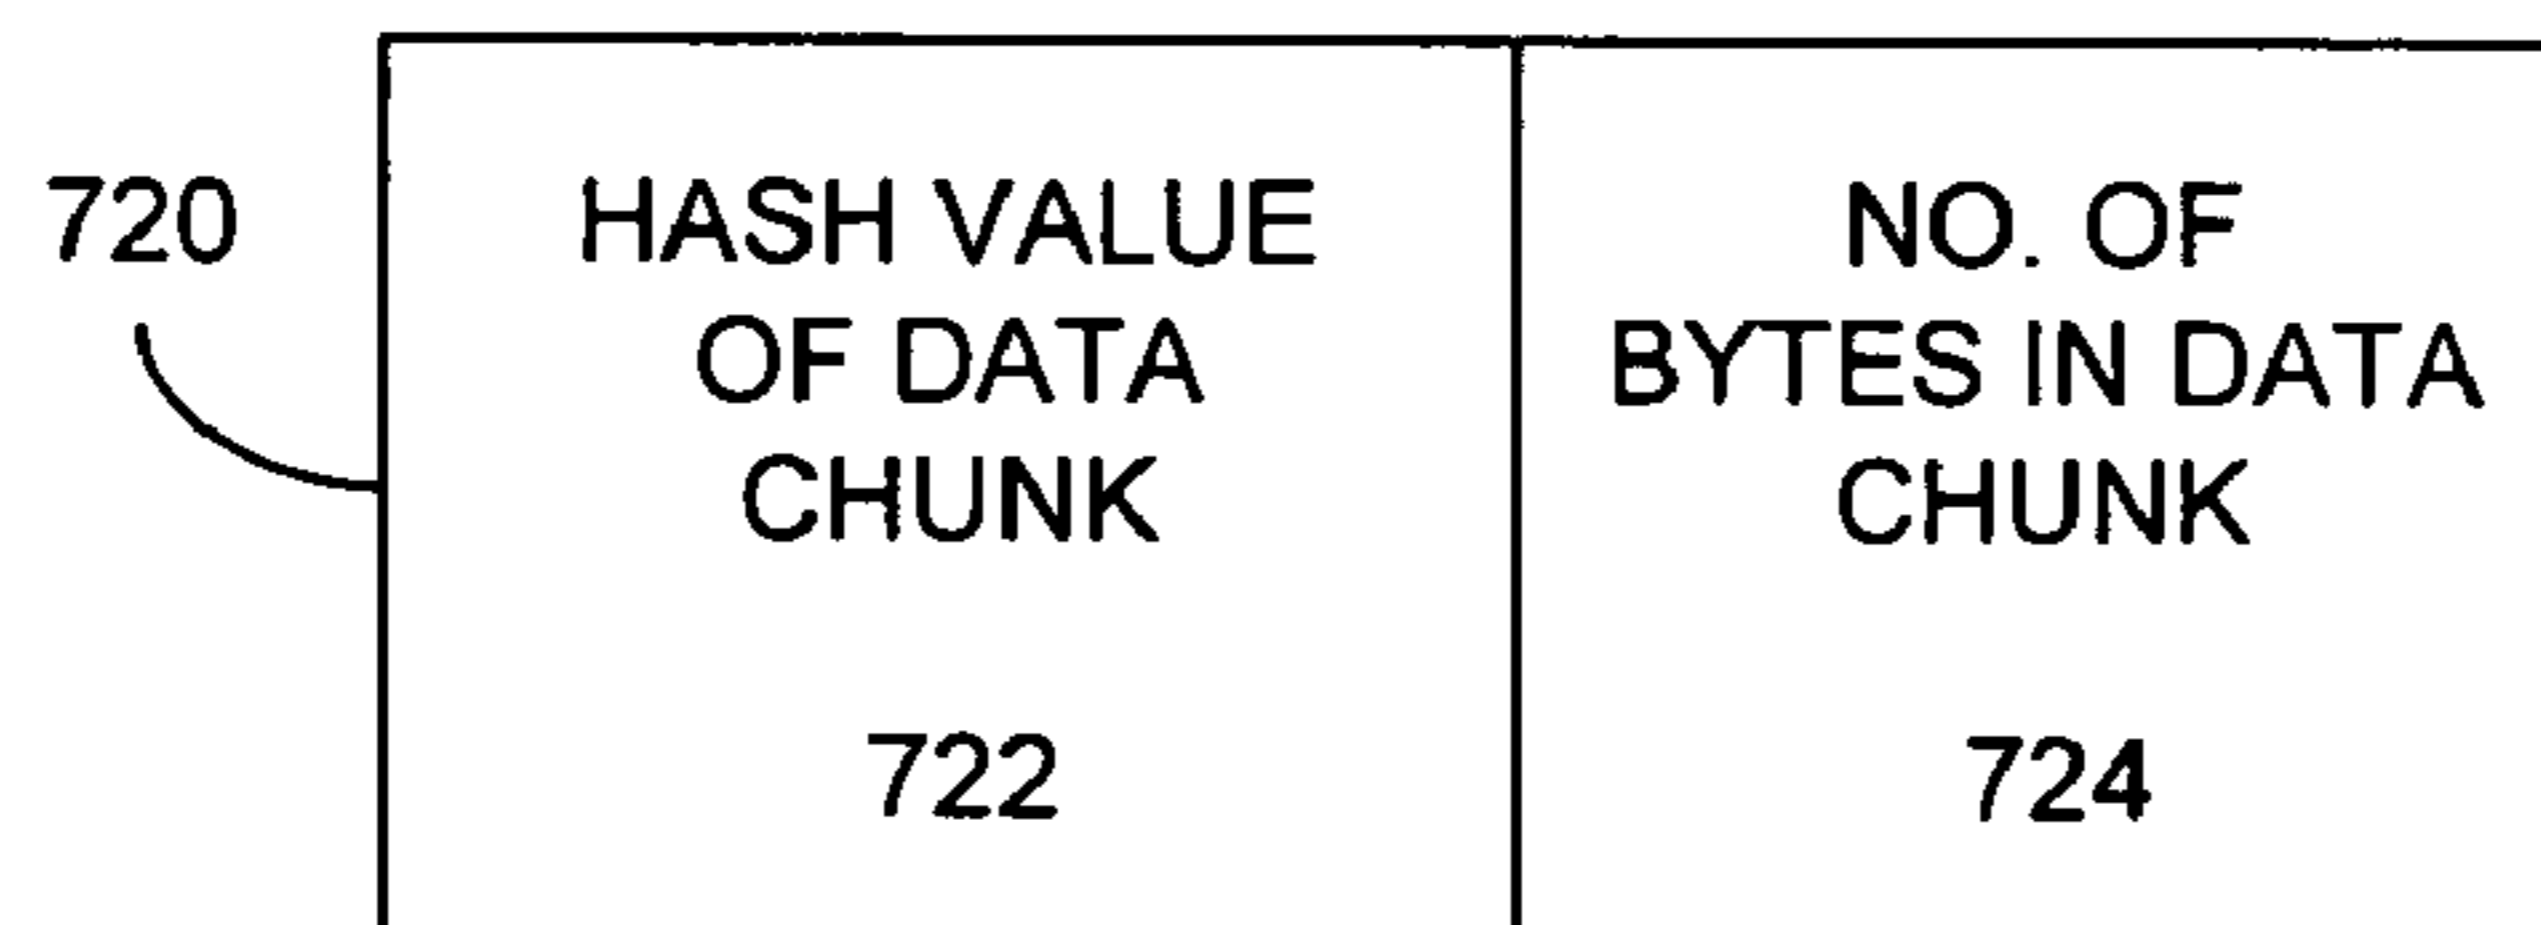 720
HASH VALUE
OF DATA
CHUNK
722
NO. OF
BYTES IN DATA
CHUNK
724